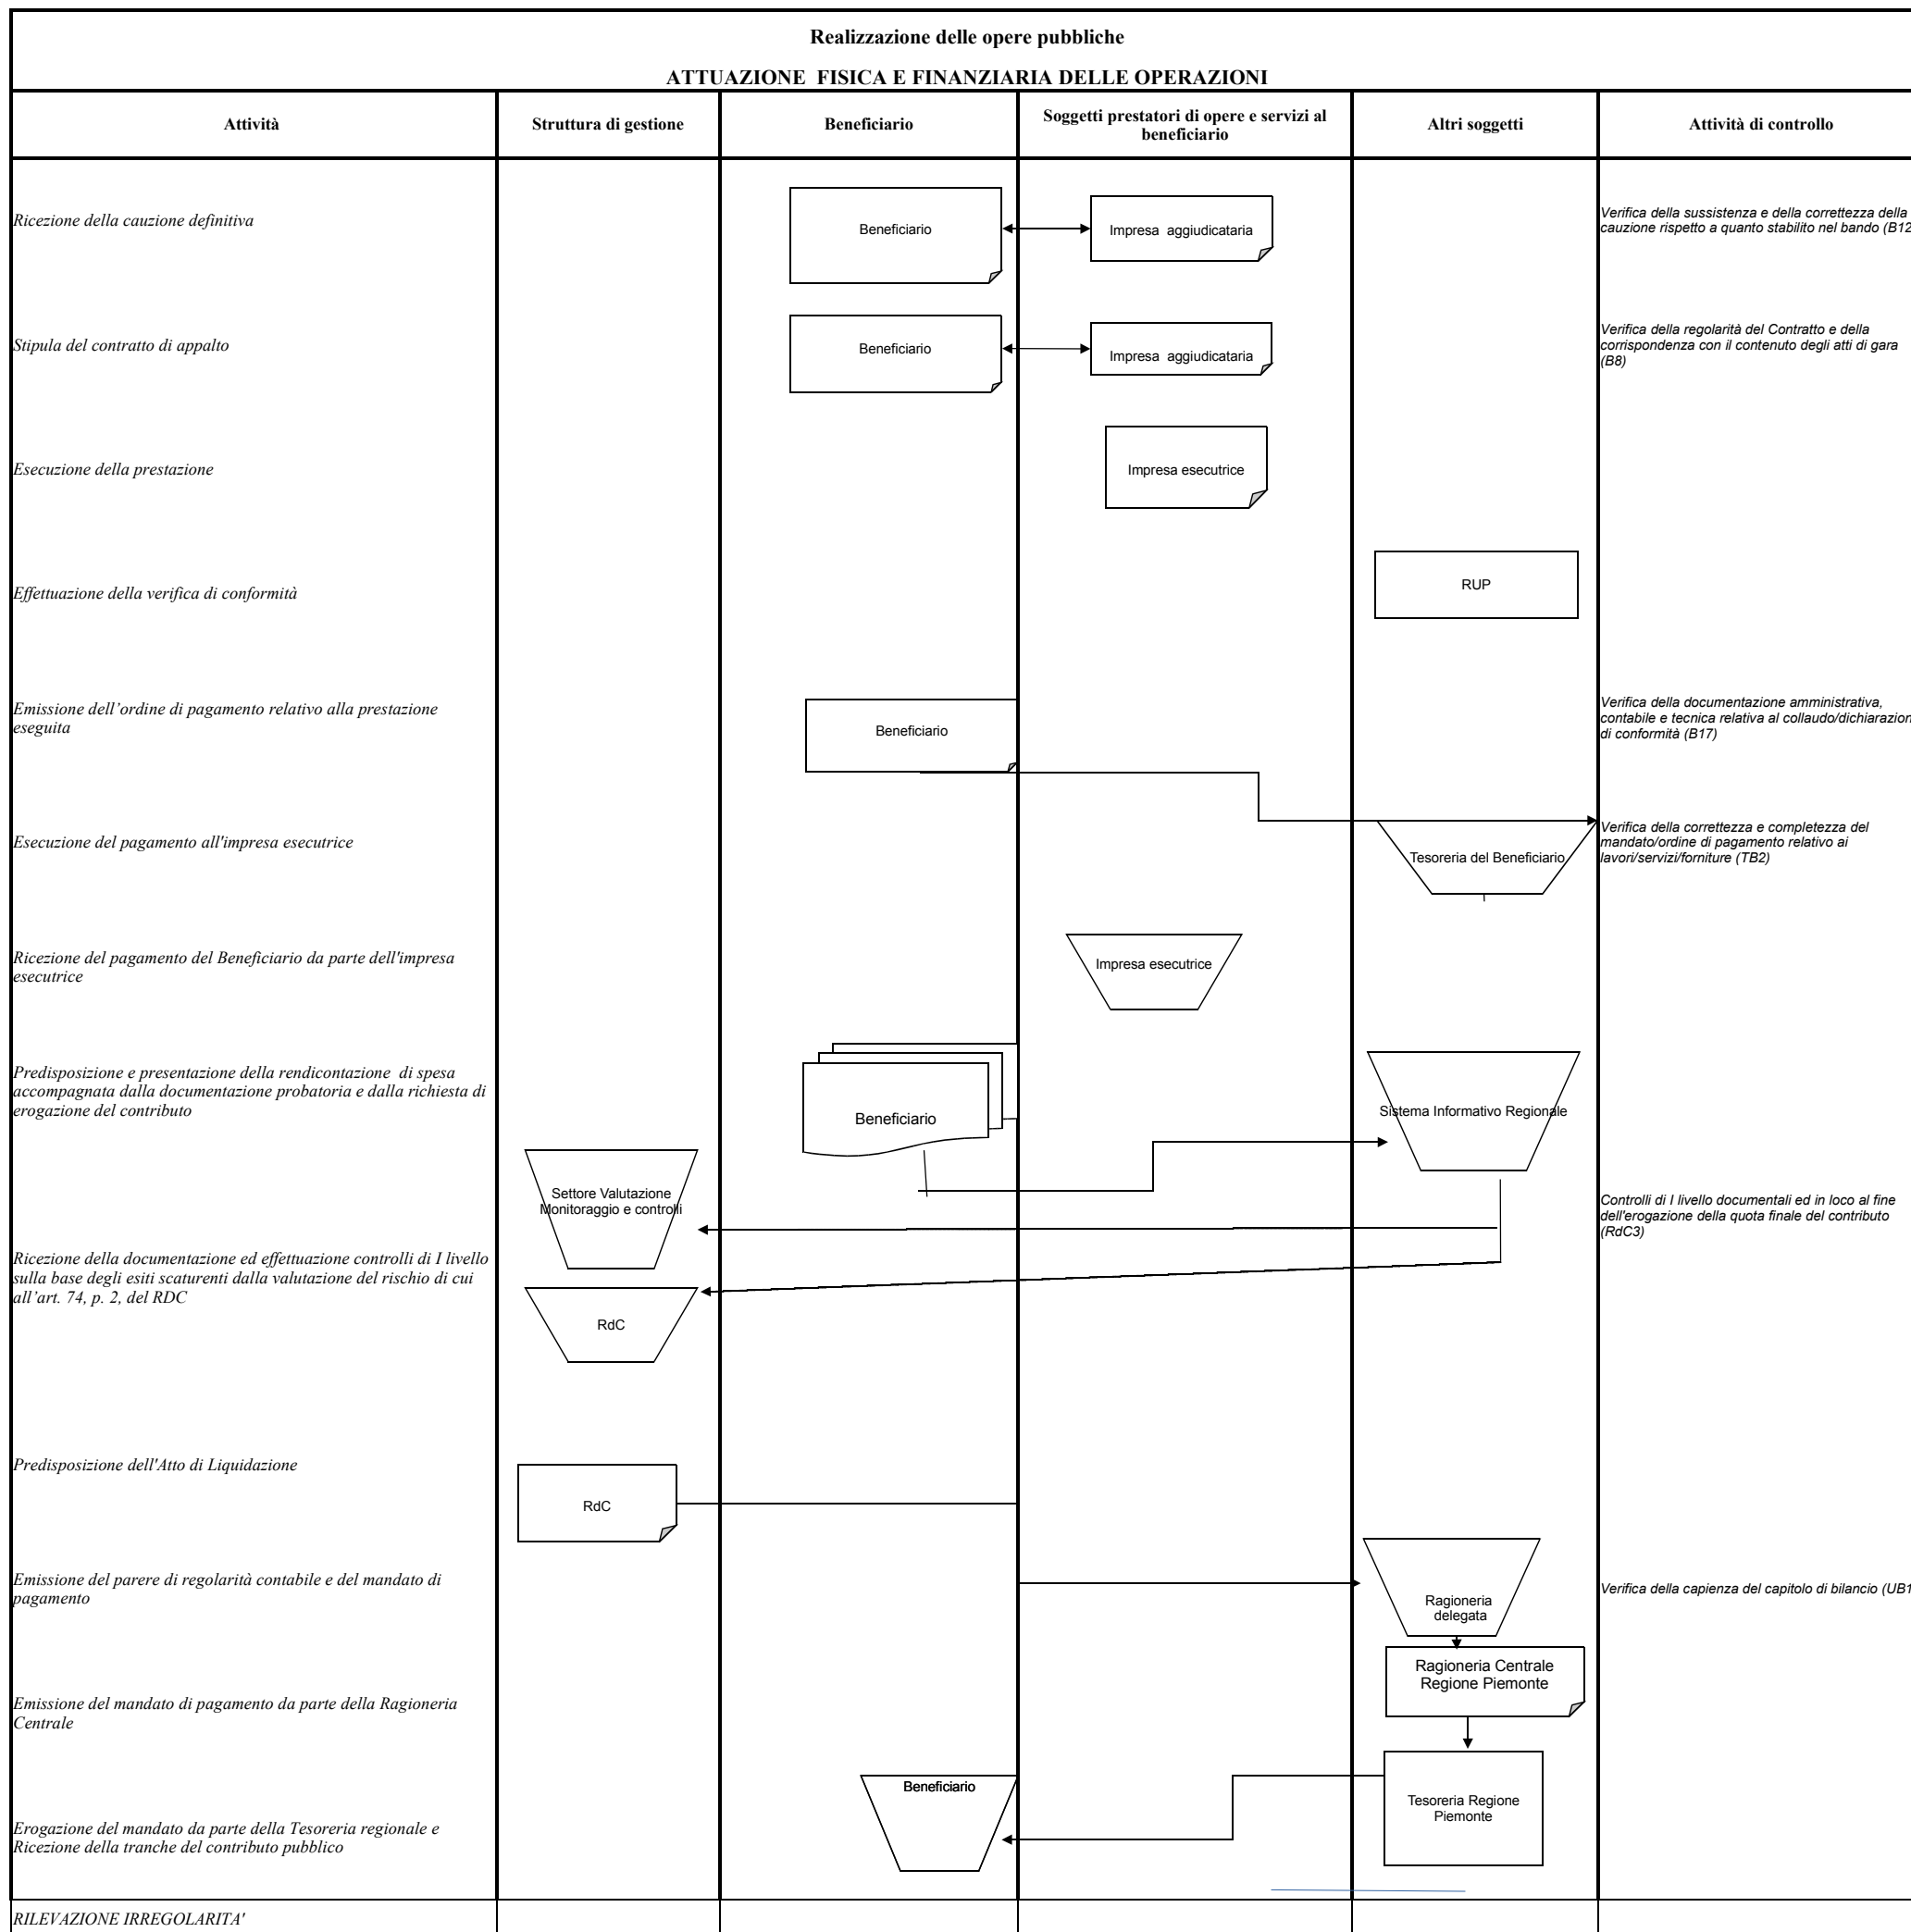 Realizzazione delle opere pubbliche
ATTUAZIONE FISICA E FINANZIARIA DELLE OPERAZIONI
Attività
Struttura di gestione
Beneficiario
Soggetti prestatori di opere e servizi al
beneficiario
Altri soggetti
Attività di controllo
Ricezione della cauzione definitiva
Beneficiario
Impresa aggiudicataria
Verifica della sussistenza e della correttezza della
cauzione rispetto a quanto stabilito nel bando (B12
Stipula del contratto di appalto
Beneficiario
Impresa aggiudicataria
Verifica della regolarità del Contratto e della
corrispondenza con il contenuto degli atti di gara
(B8)
Esecuzione della prestazione
Impresa esecutrice
Effettuazione della verifica di conformità
RUP
Emissione dell’ordine di pagamento relativo alla prestazione
eseguita
Beneficiario
Verifica della documentazione amministrativa,
contabile e tecnica relativa al collaudo/dichiarazion
di conformità (B17)
Esecuzione del pagamento all'impresa esecutrice
Tesoreria del Beneficiario
Verifica della correttezza e completezza del
mandato/ordine di pagamento relativo ai
lavori/servizi/forniture (TB2)
Ricezione del pagamento del Beneficiario da parte dell'impresa
esecutrice
Impresa esecutrice
Predisposizione e presentazione della rendicontazione di spesa
accompagnata dalla documentazione probatoria e dalla richiesta di
erogazione del contributo
Beneficiario
Sistema Informativo Regionale
Settore Valutazione
Monitoraggio e controlli
Controlli di I livello documentali ed in loco al fine
dell'erogazione della quota finale del contributo
(RdC3)
Ricezione della documentazione ed effettuazione controlli di I livello
sulla base degli esiti scaturenti dalla valutazione del rischio di cui
all’art. 74, p. 2, del RDC
RdC
Predisposizione dell'Atto di Liquidazione
RdC
Emissione del parere di regolarità contabile e del mandato di
pagamento
Ragioneria
delegata
Verifica della capienza del capitolo di bilancio (UB1
Ragioneria Centrale
Regione Piemonte
Emissione del mandato di pagamento da parte della Ragioneria
Centrale
Beneficiario
Tesoreria Regione
Piemonte
Erogazione del mandato da parte della Tesoreria regionale e
Ricezione della tranche del contributo pubblico
RILEVAZIONE IRREGOLARITA'